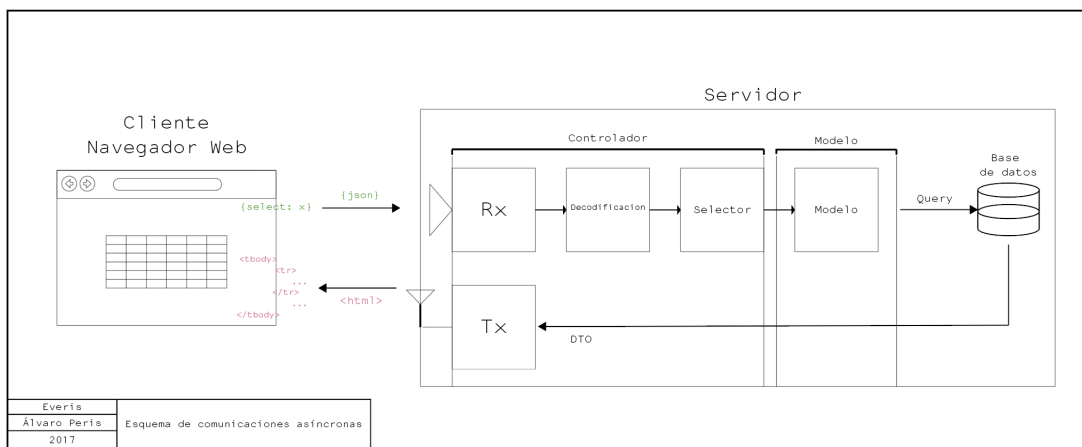 Servidor
Cliente
Navegador Web
Controlador
Modelo
Base
de datos
{select: x}
{json}
Rx
Decodificacion
Selector
Modelo
Query
<tbody>
<tr>
...
</tr>
...
</tbody>
<html>
Tx
DTO
Everis
Álvaro Peris
2017
Esquema de comunicaciones asíncronas